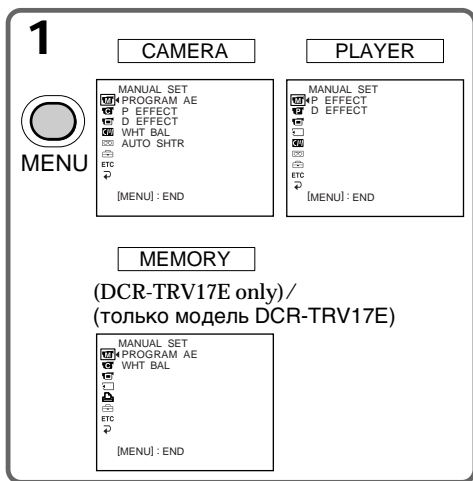 1
CAMERA
PLAYER
MENU
MANUAL SET
PROGRAM AE
P EFFECT
D EFFECT
WHT BAL
AUTO SHTR
ETC
[MENU] : END
MANUAL SET
P EFFECT
D EFFECT
ETC
[MENU] : END
MEMORY
(DCR-TRV17E only)/
(только модель DCR-TRV17E)
MANUAL SET
PROGRAM AE
WHT BAL
ETC
[MENU] : END